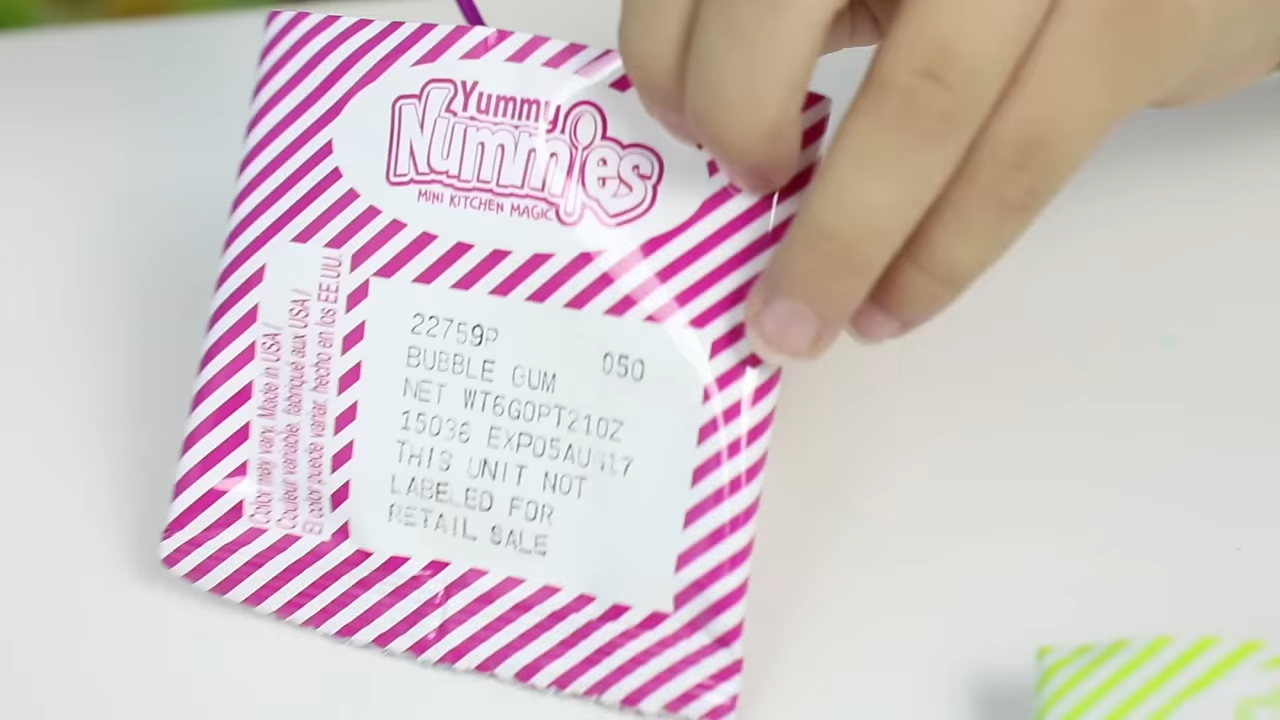 Yummy
Nummies
MINI KITCHEN MAGIC
22759P 050
BUBBLE GUM
NET WT6G0PT21OZ
15036 EXP05AUG17
THIS UNIT NOT
LABELED FOR
RETAIL SALE
Color may vary. Made in USA/
Couleur variable, fabriqué aux USA/
El color puede variar, hecho en los EE.UU.